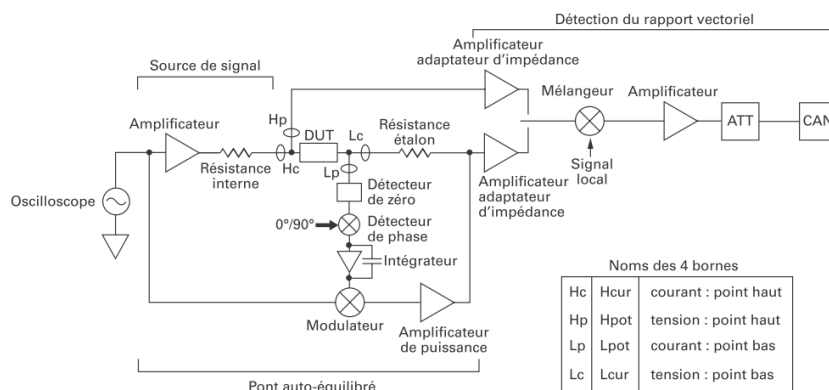 Détection du rapport vectoriel
Amplificateur
adaptateur d'impédance
Source de signal
Mélangeur
Amplificateur
Amplificateur
Hp
DUT
Lc
Résistance
étalon
ATT
CAN
Résistance
interne
Hc
Lp
Signal
local
Amplificateur
adaptateur
d'impédance
Oscilloscope
Détecteur
de zéro
0°/90°
Détecteur
de phase
Intégrateur
Modulateur
Amplificateur
de puissance
Pont auto-équilibré
Noms des 4 bornes
Hc Hcur courant : point haut
Hp Hpot tension : point haut
Lp Lpot courant : point bas
Lc Lcur tension : point bas